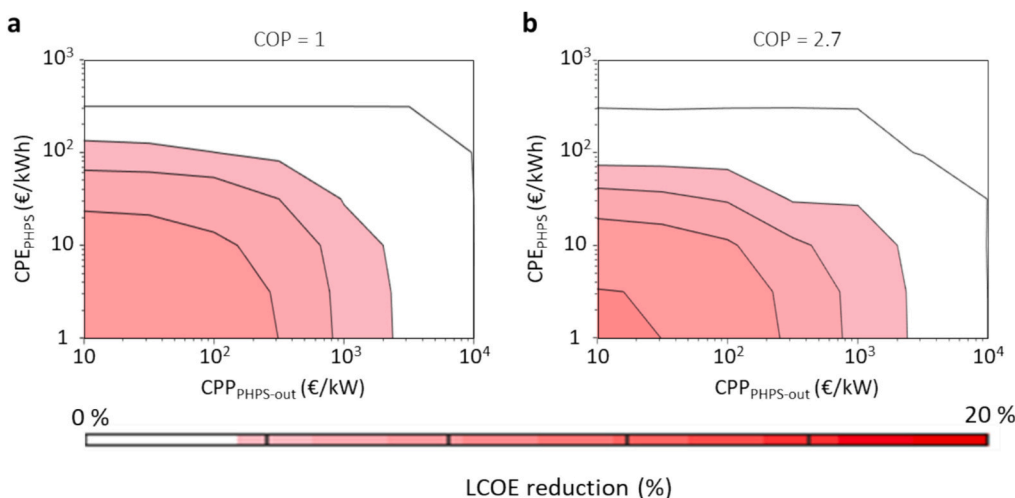 a
COP = 1
10³
10²
10
1
CPE_PHPS (€/kWh)
10
10²
10³
10⁴
CPP_PHPS-out (€/kW)
b
COP = 2.7
10³
10²
10
1
CPE_PHPS (€/kWh)
10
10²
10³
10⁴
CPP_PHPS-out (€/kW)
0 %
20 %
LCOE reduction (%)